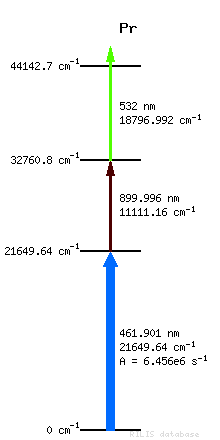 Pr
44142.7 cm⁻¹
532 nm
18796.992 cm⁻¹
32760.8 cm⁻¹
899.996 nm
11111.16 cm⁻¹
21649.64 cm⁻¹
461.901 nm
21649.64 cm⁻¹
A = 6.456e6 s⁻¹
0 cm⁻¹
RILIS database